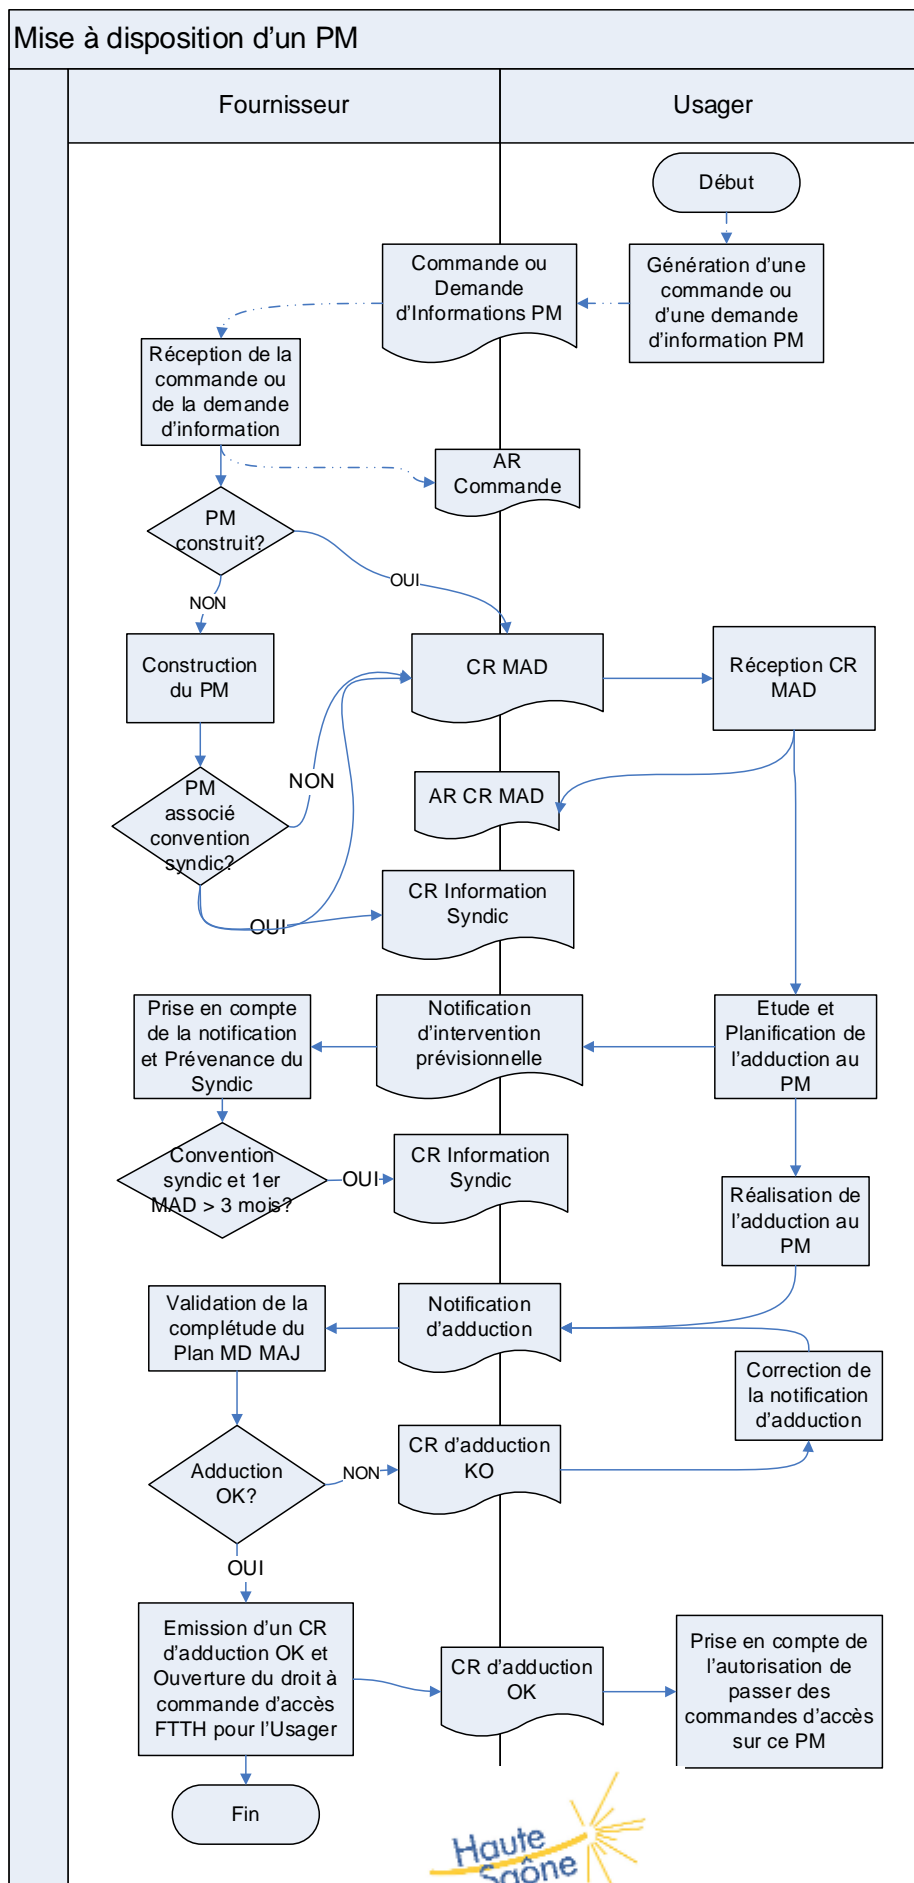 Mise à disposition d'un PM
Fournisseur
Usager
Début
Génération d'une
commande ou
d'une demande
d'information PM
Commande ou
Demande
d'Informations PM
Réception de la
commande ou
de la demande
d'information
AR
Commande
PM
construit?
OUI
NON
Construction
du PM
CR MAD
Réception CR
MAD
PM
associé
convention
syndic?
NON
AR CR MAD
OUI
CR Information
Syndic
Etude et
Planification de
l'adduction au
PM
Notification
d'intervention
prévisionnelle
Prise en compte
de la notification
et Prévenance du
Syndic
Convention
syndic et 1er
MAD > 3 mois?
OUI
CR Information
Syndic
Réalisation de
l'adduction au
PM
Notification
d'adduction
Validation de la
complétude du
Plan MD MAJ
Correction de
la notification
d'adduction
Adduction
OK?
NON
CR d'adduction
KO
OUI
Emission d'un CR
d'adduction OK et
Ouverture du droit à
commande d'accès
FTTH pour l'Usager
CR d'adduction
OK
Prise en compte de
l'autorisation de
passer des
commandes d'accès
sur ce PM
Fin
Haute
Saône